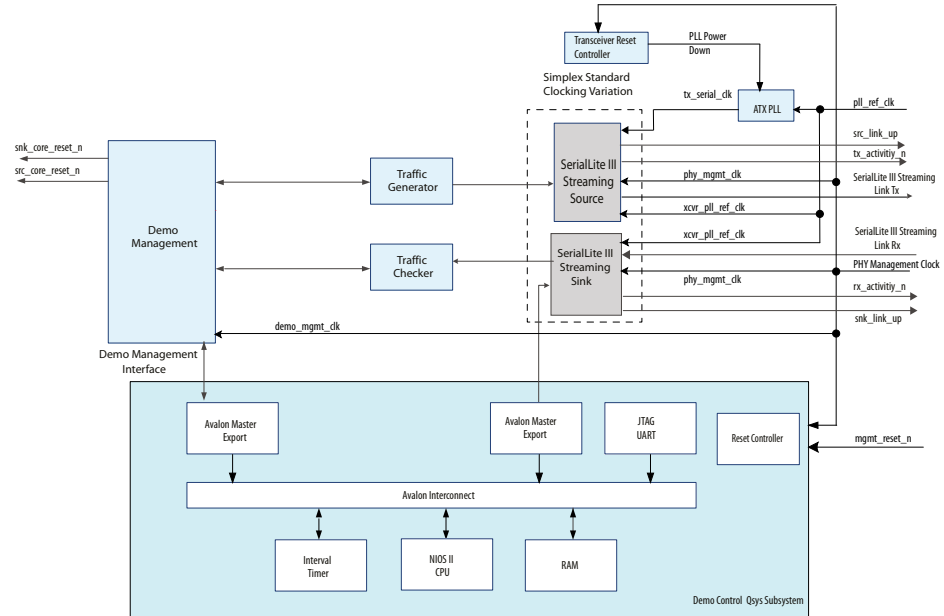 Transceiver Reset
Controller
PLL Power
Down
Simplex Standard
Clocking Variation
tx_serial_clk
ATX PLL
pll_ref_clk
snk_core_reset_n
src_core_reset_n
Demo
Management
Traffic
Generator
SerialLite III
Streaming
Source
src_link_up
tx_activitiy_n
phy_mgmt_clk
SerialLite III Streaming
Link Tx
xcvr_pll_ref_clk
Traffic
Checker
SerialLite III
Streaming
Sink
xcvr_pll_ref_clk
SerialLite III Streaming
Link Rx
PHY Management Clock
phy_mgmt_clk
rx_activitiy_n
snk_link_up
demo_mgmt_clk
Demo Management
Interface
Avalon Master
Export
Avalon Master
Export
JTAG
UART
Reset Controller
mgmt_reset_n
Avalon Interconnect
Interval
Timer
NIOS II
CPU
RAM
Demo Control Qsys Subsystem